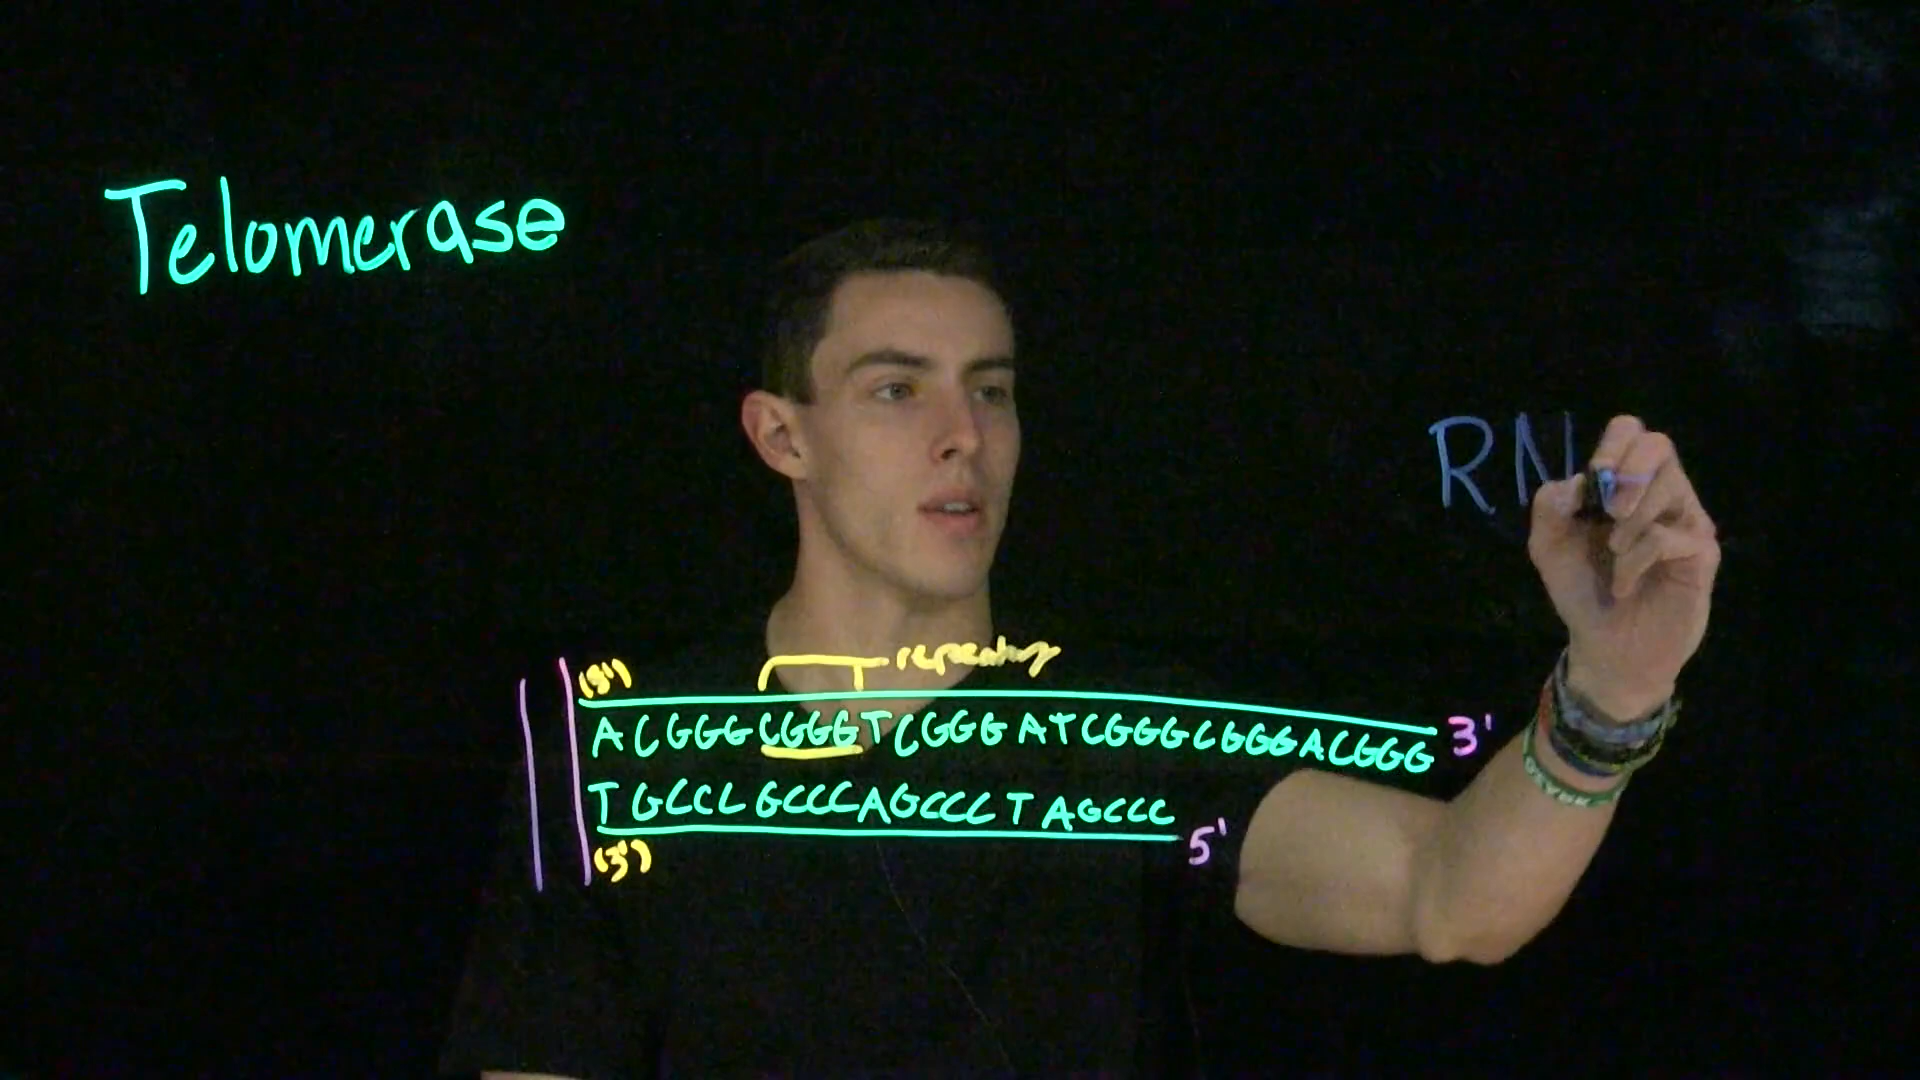 Telomerase
RN
repeating
(5')
ACGGGCGGGTCGGGATCGGGCGGGACGGG 3'
TGCCCGCCCAGCCCTAGCCC 5'
(3')